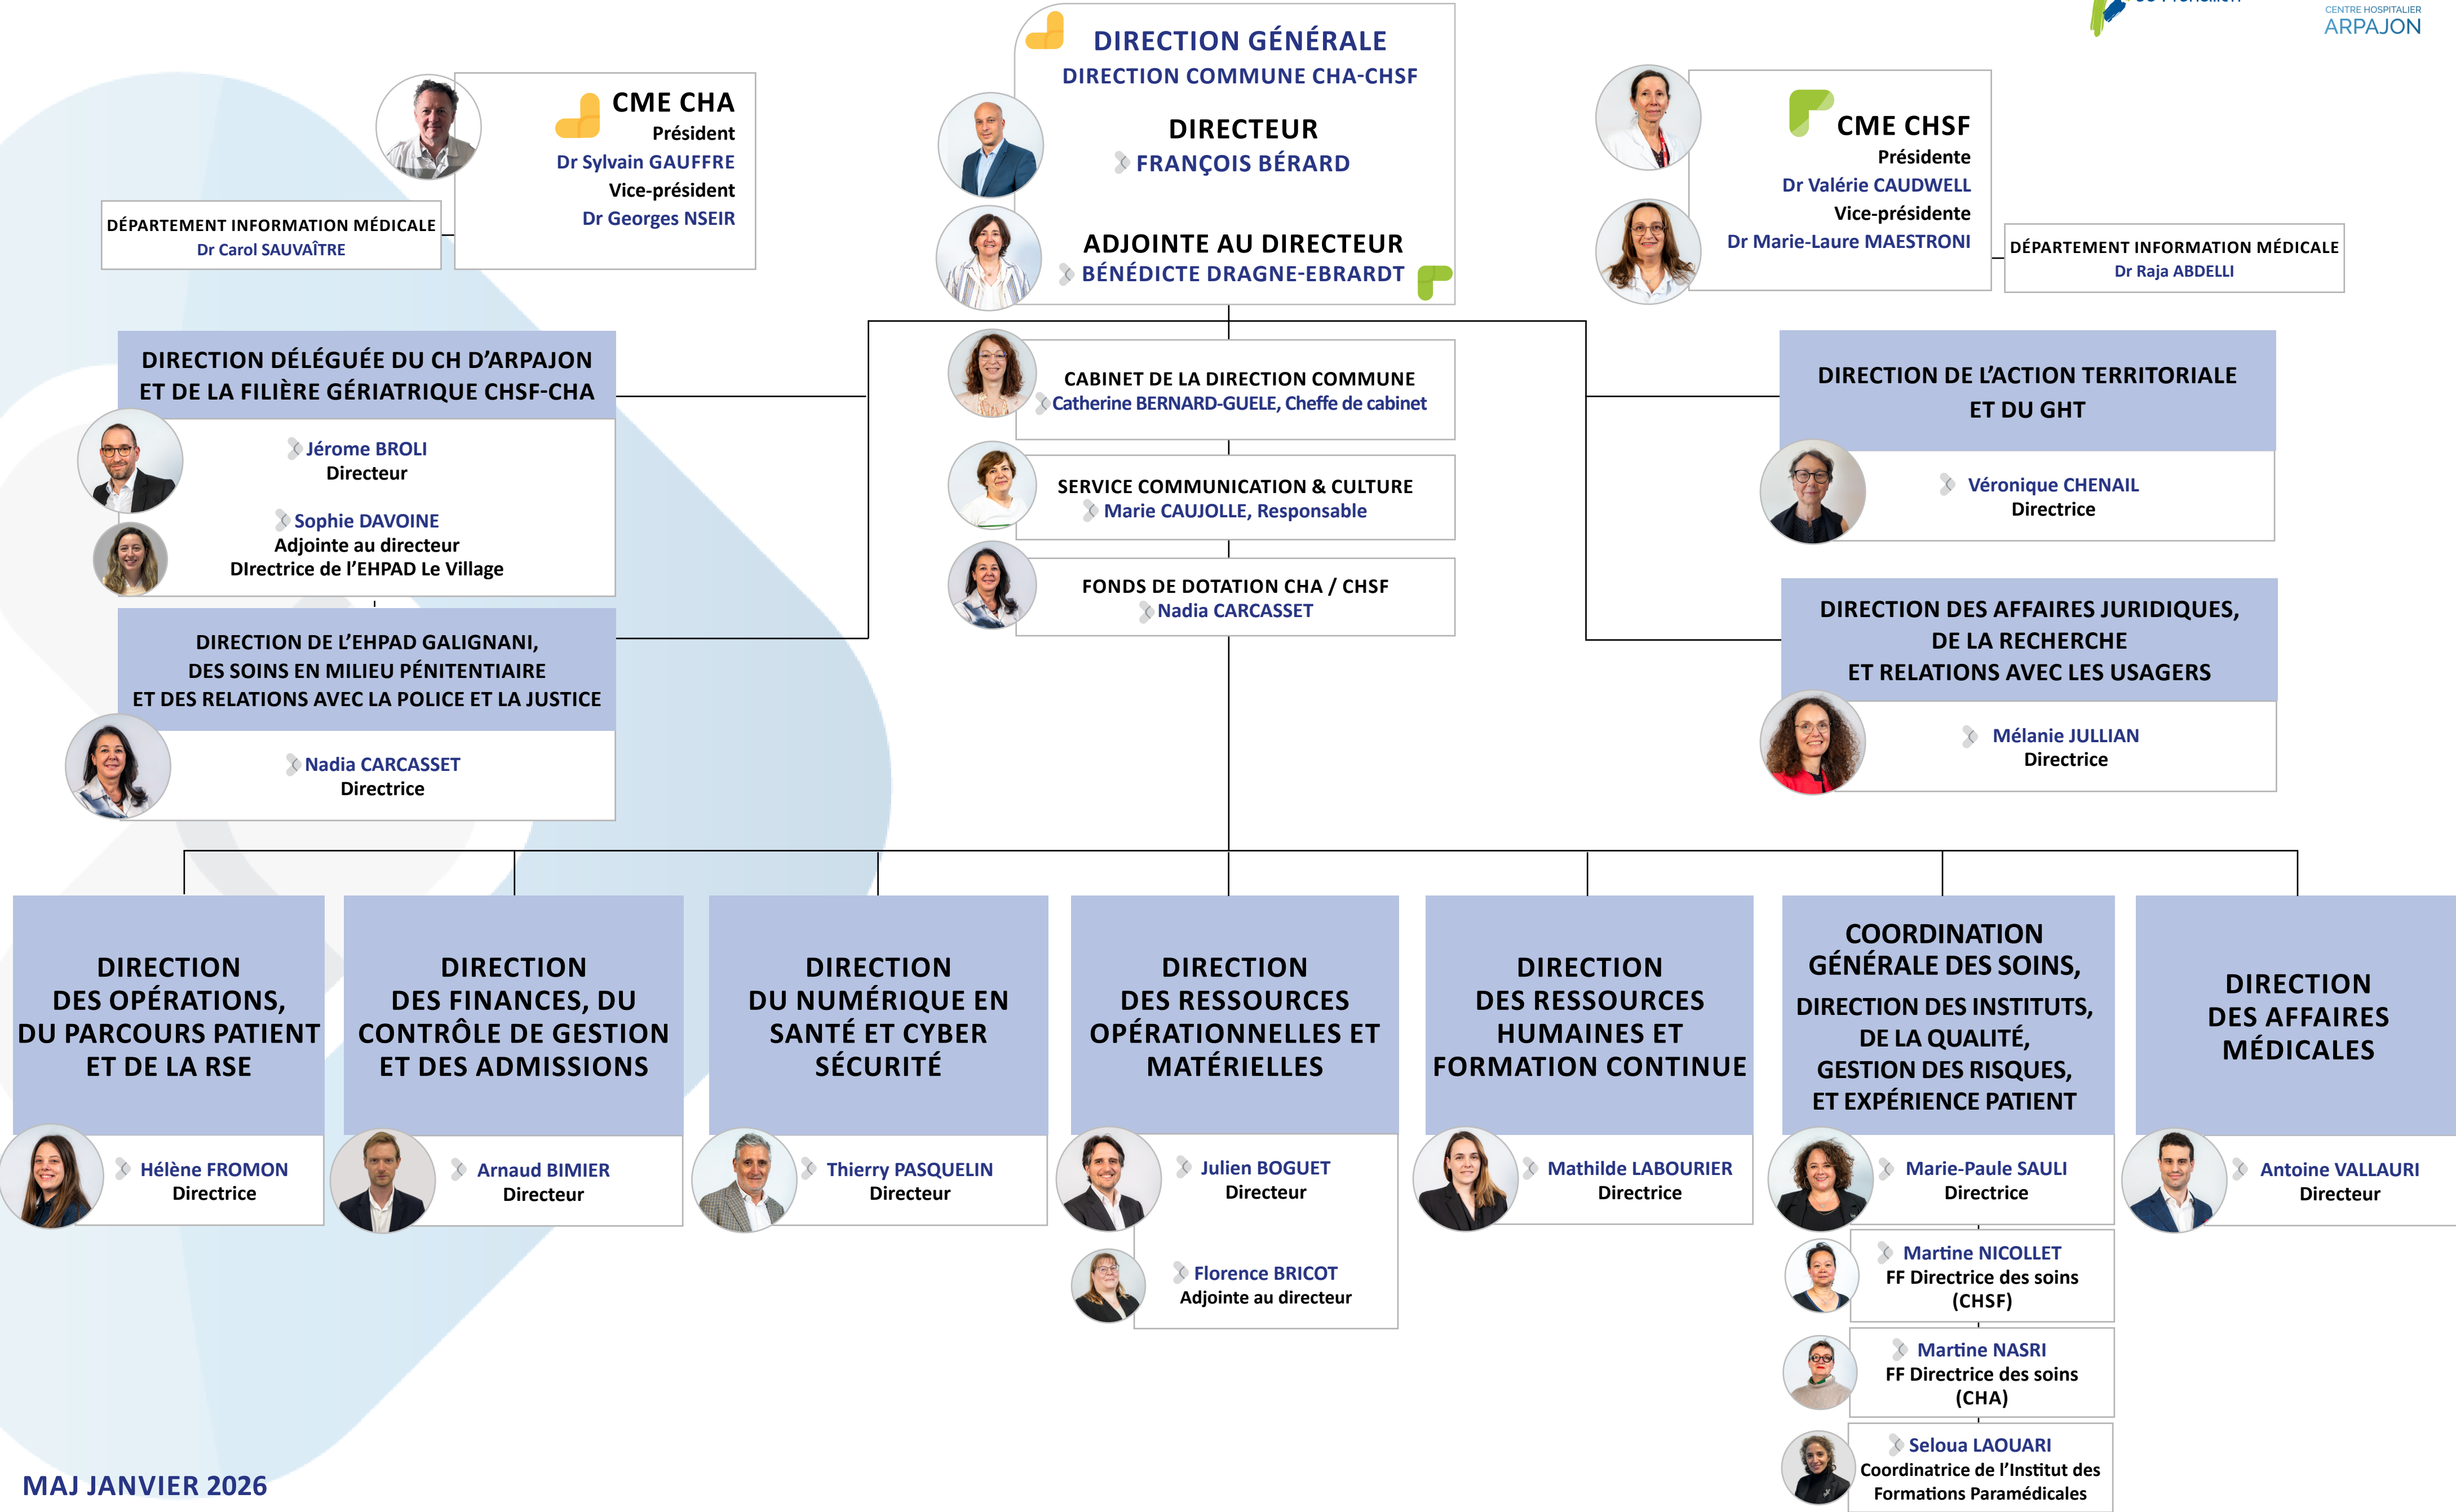 CENTRE HOSPITALIER
ARPAJON
DIRECTION GÉNÉRALE
DIRECTION COMMUNE CHA-CHSF
DIRECTEUR
FRANÇOIS BÉRARD
ADJOINTE AU DIRECTEUR
BÉNÉDICTE DRAGNE-EBRARDT
CME CHA
Président
Dr Sylvain GAUFFRE
Vice-président
Dr Georges NSEIR
DÉPARTEMENT INFORMATION MÉDICALE
Dr Carol SAUVAÎTRE
CME CHSF
Présidente
Dr Valérie CAUDWELL
Vice-présidente
Dr Marie-Laure MAESTRONI
DÉPARTEMENT INFORMATION MÉDICALE
Dr Raja ABDELLI
DIRECTION DÉLÉGUÉE DU CH D’ARPAJON
ET DE LA FILIÈRE GÉRIATRIQUE CHSF-CHA
Jérome BROLI
Directeur
Sophie DAVOINE
Adjointe au directeur
DIrectrice de l’EHPAD Le Village
DIRECTION DE L’EHPAD GALIGNANI,
DES SOINS EN MILIEU PÉNITENTIAIRE
ET DES RELATIONS AVEC LA POLICE ET LA JUSTICE
Nadia CARCASSET
Directrice
CABINET DE LA DIRECTION COMMUNE
Catherine BERNARD-GUELE, Cheffe de cabinet
SERVICE COMMUNICATION & CULTURE
Marie CAUJOLLE, Responsable
FONDS DE DOTATION CHA / CHSF
Nadia CARCASSET
DIRECTION DE L’ACTION TERRITORIALE
ET DU GHT
Véronique CHENAIL
Directrice
DIRECTION DES AFFAIRES JURIDIQUES,
DE LA RECHERCHE
ET RELATIONS AVEC LES USAGERS
Mélanie JULLIAN
Directrice
DIRECTION
DES OPÉRATIONS,
DU PARCOURS PATIENT
ET DE LA RSE
Hélène FROMON
Directrice
DIRECTION
DES FINANCES, DU
CONTRÔLE DE GESTION
ET DES ADMISSIONS
Arnaud BIMIER
Directeur
DIRECTION
DU NUMÉRIQUE EN
SANTÉ ET CYBER
SÉCURITÉ
Thierry PASQUELIN
Directeur
DIRECTION
DES RESSOURCES
OPÉRATIONNELLES ET
MATÉRIELLES
Julien BOGUET
Directeur
Florence BRICOT
Adjointe au directeur
DIRECTION
DES RESSOURCES
HUMAINES ET
FORMATION CONTINUE
Mathilde LABOURIER
Directrice
COORDINATION
GÉNÉRALE DES SOINS,
DIRECTION DES INSTITUTS,
DE LA QUALITÉ,
GESTION DES RISQUES,
ET EXPÉRIENCE PATIENT
Marie-Paule SAULI
Directrice
Martine NICOLLET
FF Directrice des soins
(CHSF)
Martine NASRI
FF Directrice des soins
(CHA)
Seloua LAOUARI
Coordinatrice de l’Institut des
Formations Paramédicales
DIRECTION
DES AFFAIRES
MÉDICALES
Antoine VALLAURI
Directeur
MAJ JANVIER 2026